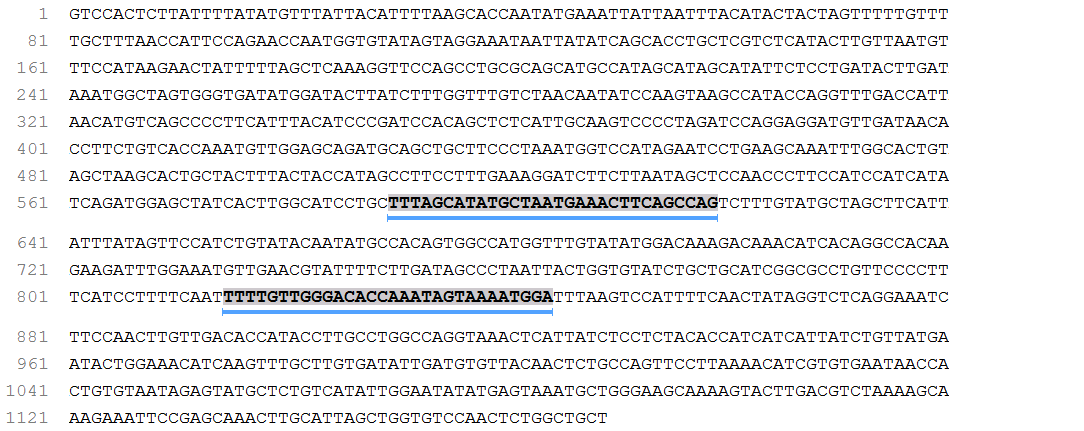 1 GTCCACTCTTATTTTATATGTTTATTACATTTTAAGCACCAATATGAAATTATTAATTTACATACTACTAGTTTTTGTTT
81 TGCTTTAACCATTCCAGAACCAATGGTGTATAGTAGGAAATAATTATATCAGCACCTGCTCGTCTCATACTTGTTAATGT
161 TTCCATAAGAACTATTTTTAGCTCAAAGGTTCCAGCCTGCGCAGCATGCCATAGCATAGCATATTCTCCTGATACTTGAT
241 AAATGGCTAGTGGGTGATATGGATACTTATCTTTGGTTTGTCTAACAATATCCAAGTAAGCCATACCAGGTTTGACCATT
321 AACATGTCAGCCCCTTCATTTACATCCCGATCCACAGCTCTCATTGCAAGTCCCCTAGATCCAGGAGGATGTTGATAACA
401 CCTTCTGTCACCAAATGTTGGAGCAGATGCAGCTGCTTCCCTAAATGGTCCATAGAATCCTGAAGCAAATTTGGCACTGT
481 AGCTAAGCACTGCTACTTTACTACCATAGCCTTCCTTTGAAAGGATCTTCTTAATAGCTCCAACCCTTCCATCCATCATA
561 TCAGATGGAGCTATCACTTGGCATCCTGCTTTAGCATATGCTAATGAAACTTCAGCCAGTCTTTGTATGCTAGCTTCATT
641 ATTTATAGTTCCATCTGTATACAATATGCCACAGTGGCCATGGTTTGTATATGGACAAAGACAAACATCACAGGCCACAA
721 GAAGATTTGGAAATGTTGAACGTATTTTCTTGATAGCCCTAATTACTGGTGTATCTGCTGCATCGGCGCCTGTTCCCCTT
801 TCATCCTTTTCAATTTTTGTTGGGACACCAAATAGTAAAATGGATTTAAGTCCATTTTCAACTATAGGTCTCAGGAAATC
881 TTCCAACTTGTTGACACCATACCTTGCCTGGCCAGGTAAACTCATTATCTCCTCTACACCATCATCATTATCTGTTATGA
961 ATACTGGAAACATCAAGTTTGCTTGTGATATTGATGTGTTACAACTCTGCCAGTTCCTTAAAACATCGTGTGAATAACCA
1041 CTGTGTAATAGAGTATGCTCTGTCATATTGGAATATATGAGTAAATGCTGGGAAGCAAAAGTACTTGACGTCTAAAAGCA
1121 AAGAAATTCCGAGCAAACTTGCATTAGCTGGTGTCCAACTCTGGCTGCT